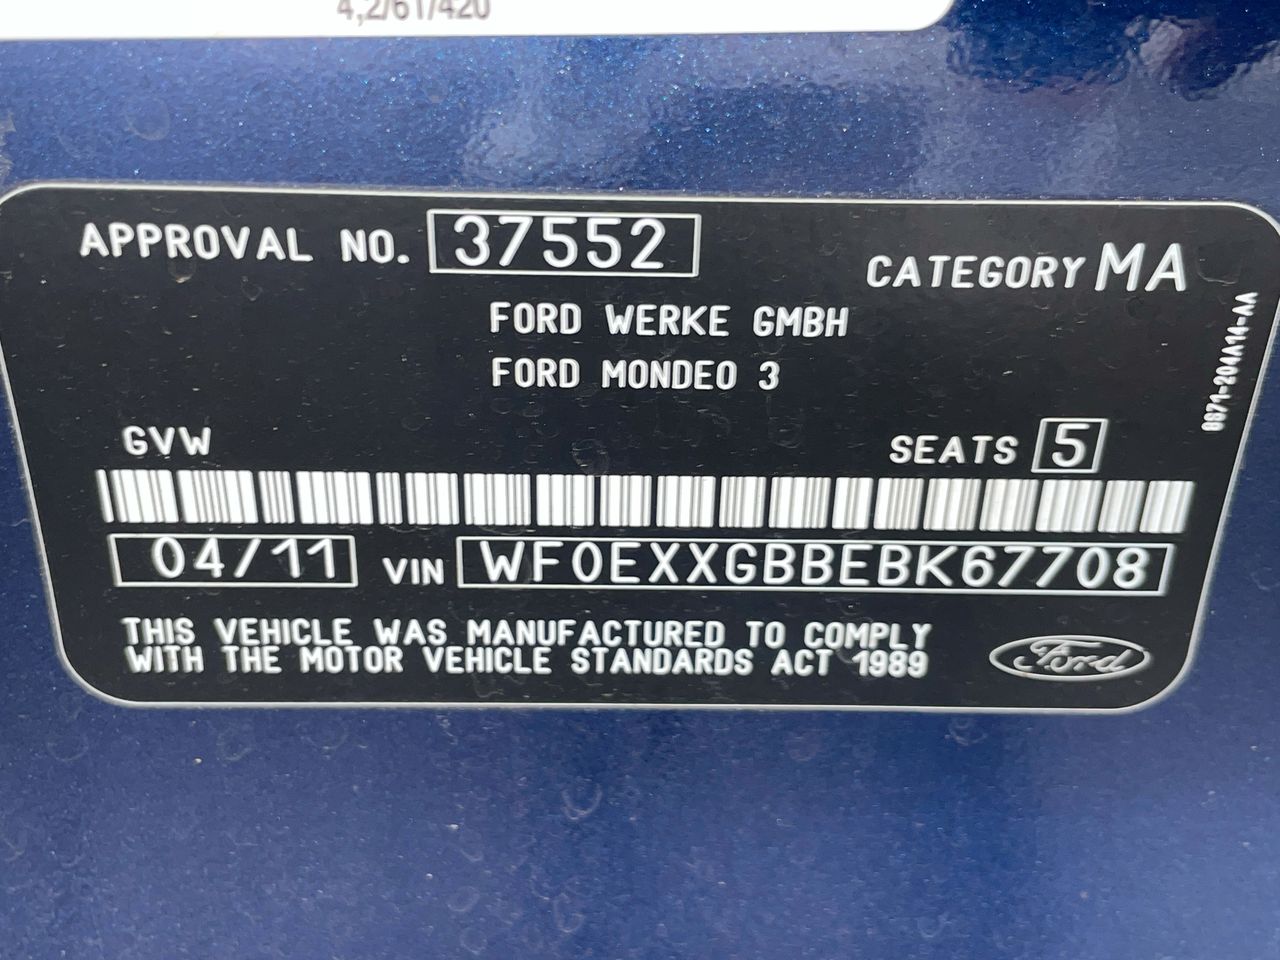 4,2/61/420
APPROVAL NO. 37552
CATEGORY MA
FORD WERKE GMBH
FORD MONDEO 3
GVW
SEATS 5
04/11 VIN WF0EXXGBBEBK67708
THIS VEHICLE WAS MANUFACTURED TO COMPLY
WITH THE MOTOR VEHICLE STANDARDS ACT 1989
Ford